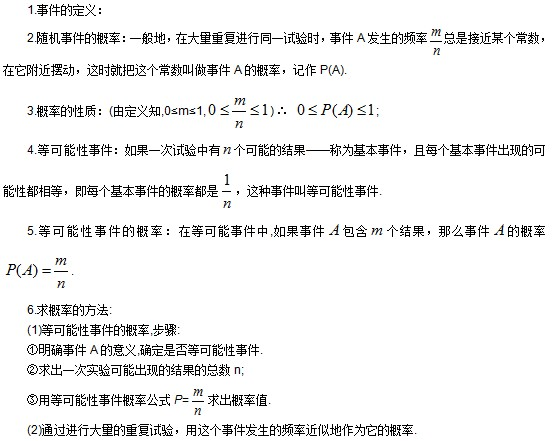 1.事件的定义：
2.随机事件的概率：一般地，在大量重复进行同一试验时，事件 A 发生的频率 m/n 总是接近某个常数，
在它附近摆动，这时就把这个常数叫做事件 A 的概率，记作 P(A).
3.概率的性质：(由定义知,0≤m≤1, 0 ≤ m/n ≤ 1)∴ 0 ≤ P(A) ≤ 1;
4.等可能性事件：如果一次试验中有 n 个可能的结果——称为基本事件，且每个基本事件出现的可
能性都相等，即每个基本事件的概率都是 1/n，这种事件叫等可能性事件.
5.等可能性事件的概率：在等可能事件中,如果事件 A 包含 m 个结果，那么事件 A 的概率
P(A) = m/n.
6.求概率的方法:
(1)等可能性事件的概率,步骤:
①明确事件 A 的意义,确定是否等可能性事件.
②求出一次实验可能出现的结果的总数 n;
③用等可能性事件概率公式 P= m/n 求出概率值.
(2)通过进行大量的重复试验，用这个事件发生的频率近似地作为它的概率.